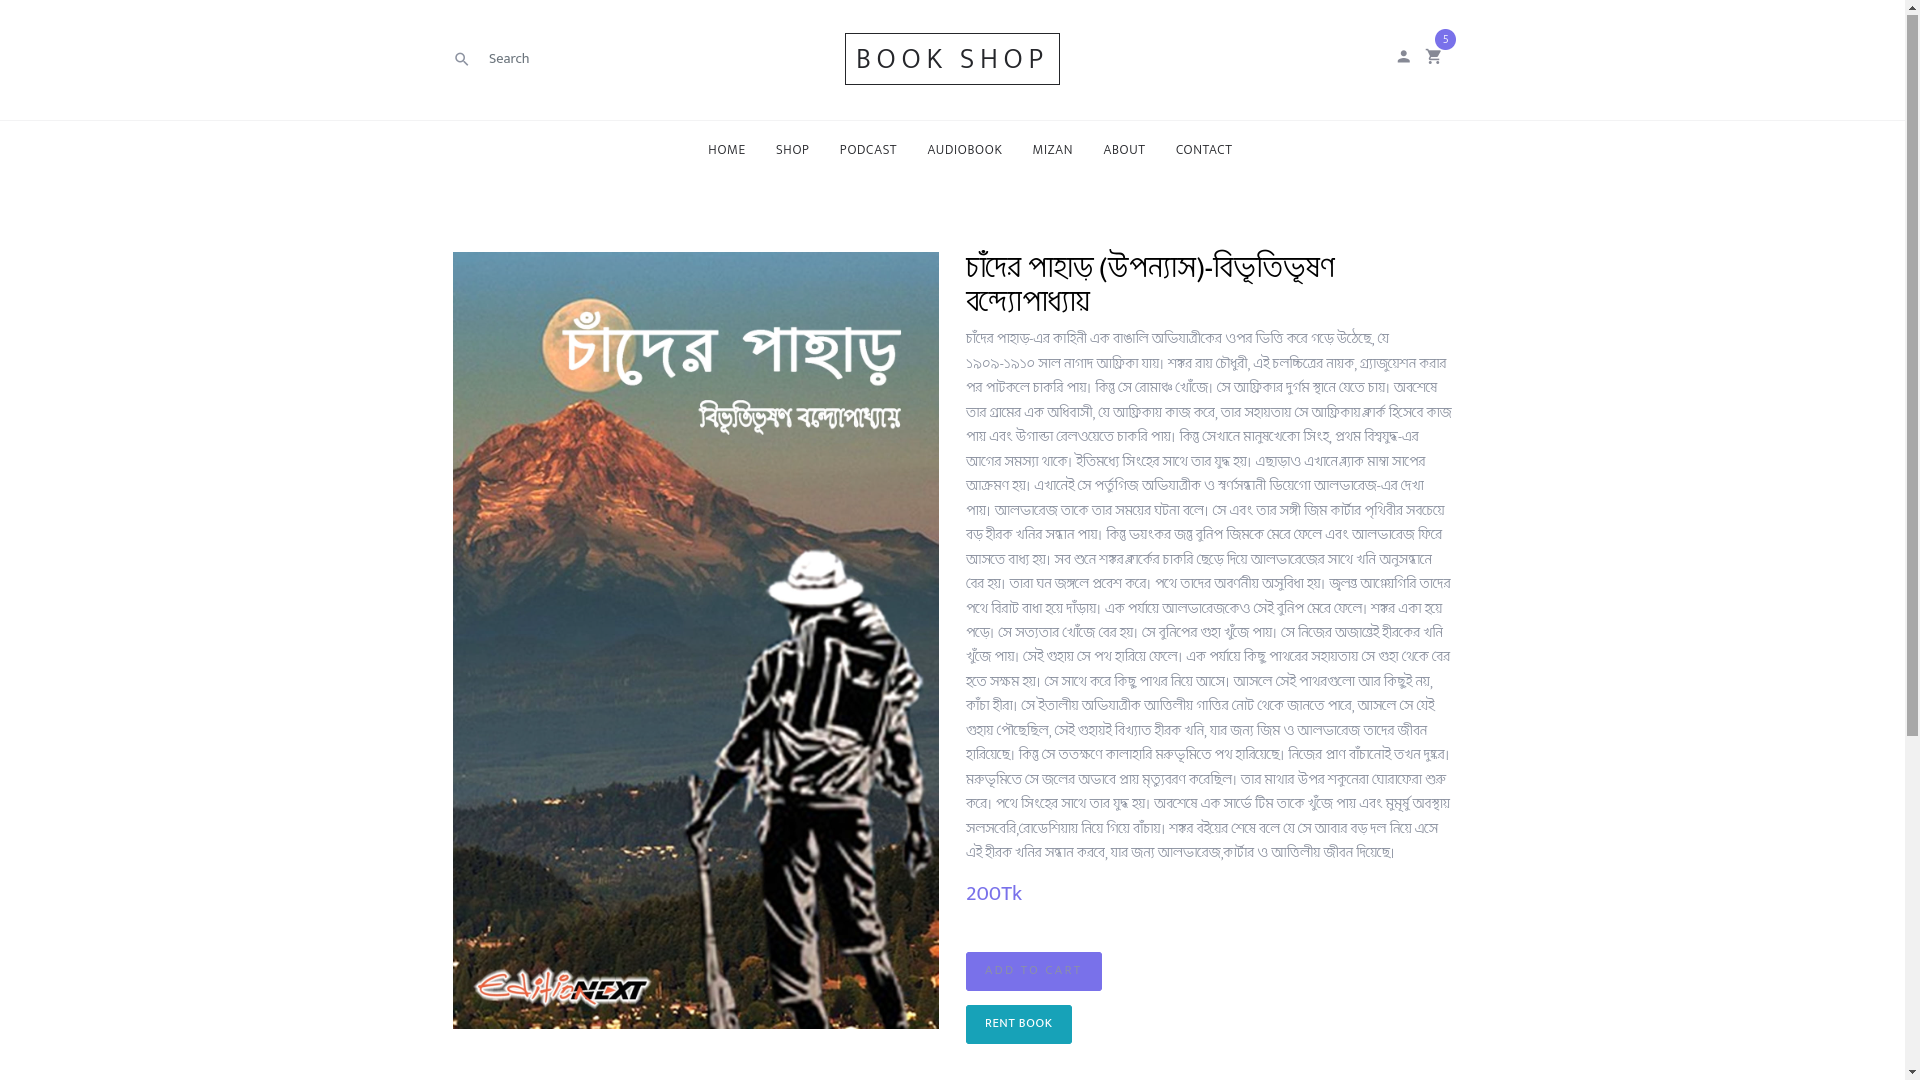 Search
BOOK SHOP
5
HOME SHOP PODCAST AUDIOBOOK MIZAN ABOUT CONTACT
চাঁদের পাহাড়
বিভূতিভূষণ বন্দ্যোপাধ্যায়
EditioNEXT
চাঁদের পাহাড় (উপন্যাস)-বিভূতিভূষণ
বন্দ্যোপাধ্যায়
চাঁদের পাহাড়-এর কাহিনী এক বাঙালি অভিযাত্রীকের ওপর ভিত্তি করে গড়ে উঠেছে, যে
১৯০৯-১৯১০ সাল নাগাদ আফ্রিকা যায়। শঙ্কর রায় চৌধুরী, এই চলচ্চিত্রের নায়ক, গ্র্যাজুয়েশন করার
পর পাটকলে চাকরি পায়। কিন্তু সে রোমাঞ্চ খোঁজে। সে আফ্রিকার দুর্গম স্থানে যেতে চায়। অবশেষে
তার গ্রামের এক অধিবাসী, যে আফ্রিকায় কাজ করে, তার সহায়তায় সে আফ্রিকায় ক্লার্ক হিসেবে কাজ
পায় এবং উগান্ডা রেলওয়েতে চাকরি পায়। কিন্তু সেখানে মানুষখেকো সিংহ, প্রথম বিশ্বযুদ্ধ-এর
আগের সমস্যা থাকে। ইতিমধ্যে সিংহের সাথে তার যুদ্ধ হয়। এছাড়াও এখানে ব্ল্যাক মাম্বা সাপের
আক্রমণ হয়। এখানেই সে পর্তুগিজ অভিযাত্রীক ও স্বর্ণসন্ধানী ডিয়েগো আলভারেজ-এর দেখা
পায়। আলভারেজ তাকে তার সময়ের ঘটনা বলে। সে এবং তার সঙ্গী জিম কার্টার পৃথিবীর সবচেয়ে
বড় হীরক খনির সন্ধান পায়। কিন্তু ভয়ংকর জন্তু বুনিপ জিমকে মেরে ফেলে এবং আলভারেজ ফিরে
আসতে বাধ্য হয়। সব শুনে শঙ্কর ক্লার্কের চাকরি ছেড়ে দিয়ে আলভারেজের সাথে খনি অনুসন্ধানে
বের হয়। তারা ঘন জঙ্গলে প্রবেশ করে। পথে তাদের অবর্ণনীয় অসুবিধা হয়। জ্বলন্ত আগ্নেয়গিরি তাদের
পথে বিরাট বাধা হয়ে দাঁড়ায়। এক পর্যায়ে আলভারেজকেও সেই বুনিপ মেরে ফেলে। শঙ্কর একা হয়ে
পড়ে। সে সত্যতার খোঁজে বের হয়। সে বুনিপের গুহা খুঁজে পায়। সে নিজের অজান্তেই হীরকের খনি
খুঁজে পায়। সেই গুহায় সে পথ হারিয়ে ফেলে। এক পর্যায়ে কিছু পাথরের সহায়তায় সে গুহা থেকে বের
হতে সক্ষম হয়। সে সাথে করে কিছু পাথর নিয়ে আসে। আসলে সেই পাথরগুলো আর কিছুই নয়,
কাঁচা হীরা। সে ইতালীয় অভিযাত্রীক আত্তিলীয় গাত্তির নোট থেকে জানতে পারে, আসলে সে যেই
গুহায় পৌছেছিল, সেই গুহায়ই বিখ্যাত হীরক খনি, যার জন্য জিম ও আলভারেজ তাদের জীবন
হারিয়েছে। কিন্তু সে ততক্ষণে কালাহারি মরুভূমিতে পথ হারিয়েছে। নিজের প্রাণ বাঁচানোই তখন দুষ্কর।
মরুভূমিতে সে জলের অভাবে প্রায় মৃত্যুবরণ করেছিল। তার মাথার উপর শকুনেরা ঘোরাফেরা শুরু
করে। পথে সিংহের সাথে তার যুদ্ধ হয়। অবশেষে এক সার্ভে টিম তাকে খুঁজে পায় এবং মুমূর্ষু অবস্থায়
সলসবেরি,রোডেশিয়ায় নিয়ে গিয়ে বাঁচায়। শঙ্কর বইয়ের শেষে বলে যে সে আবার বড় দল নিয়ে এসে
এই হীরক খনির সন্ধান করবে, যার জন্য আলভারেজ,কার্টার ও আত্তিলীয় জীবন দিয়েছে।
200Tk
ADD TO CART
RENT BOOK